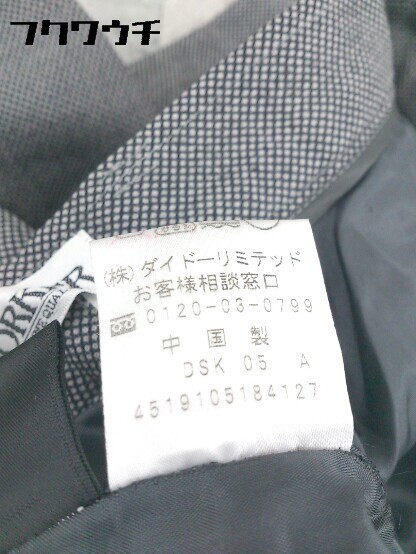 フクウウチ
(株)ダイドーリミテッド
お客様相談窓口
0120-03-0799
中国製
DSK 05 A
4519105184127